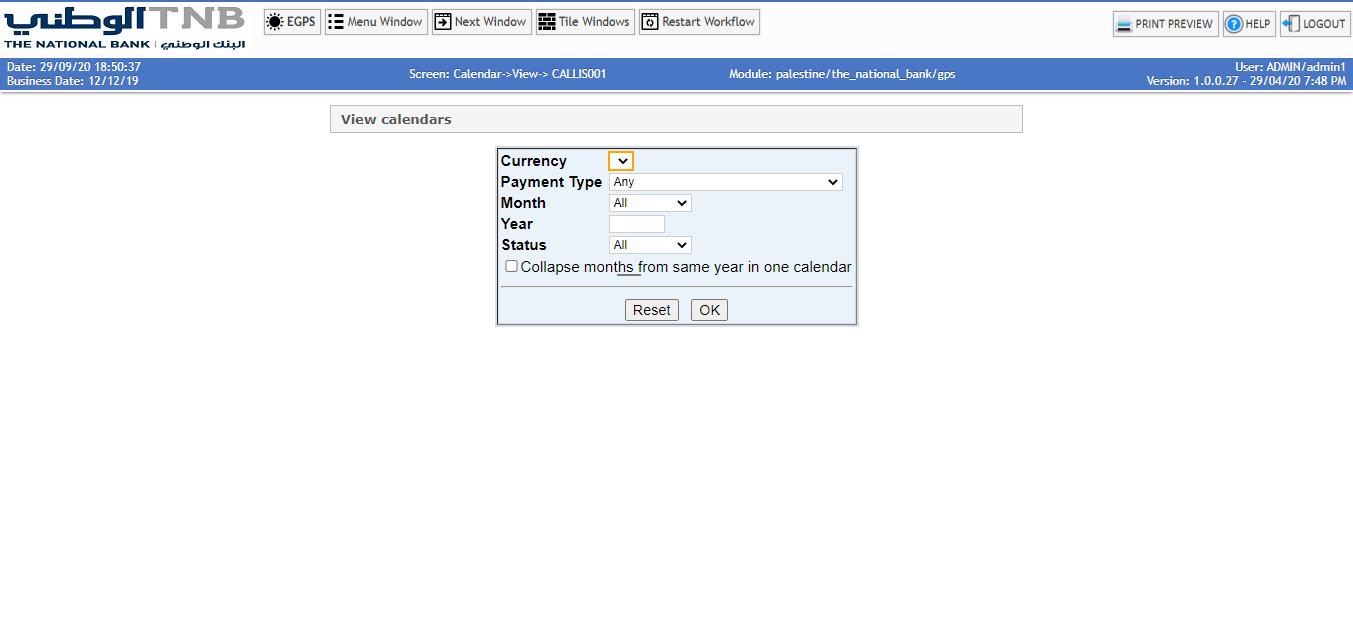 الوطني TNB
THE NATIONAL BANK | البنك الوطني
EGPS Menu Window Next Window Tile Windows Restart Workflow
PRINT PREVIEW ? HELP LOGOUT
Date: 29/09/20 18:50:37
Business Date: 12/12/19
Screen: Calendar->View-> CALLIS001
Module: palestine/the_national_bank/gps
User: ADMIN/admin1
Version: 1.0.0.27 - 29/04/20 7:48 PM
View calendars
Currency
Payment Type Any
Month All
Year
Status All
Collapse months from same year in one calendar
Reset OK